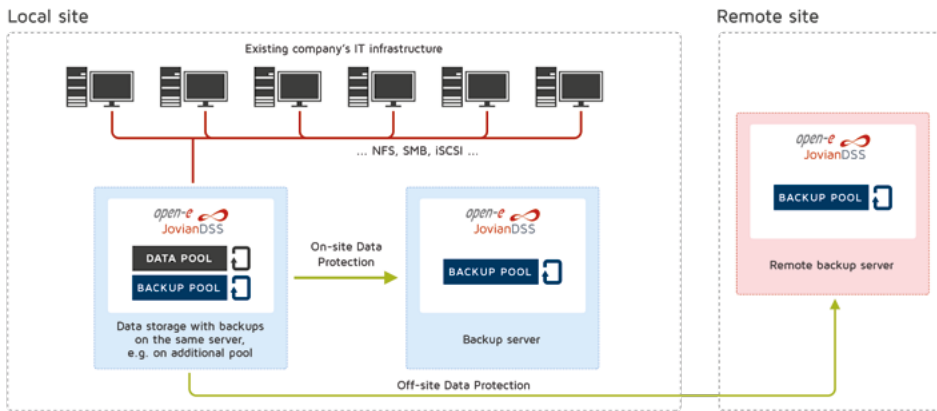 Local site
Remote site
Existing company's IT infrastructure
... NFS, SMB, iSCSI ...
open-e
JovianDSS
DATA POOL
BACKUP POOL
Data storage with backups
on the same server,
e.g. on additional pool
On-site Data
Protection
open-e
JovianDSS
BACKUP POOL
Backup server
open-e
JovianDSS
BACKUP POOL
Remote backup server
Off-site Data Protection